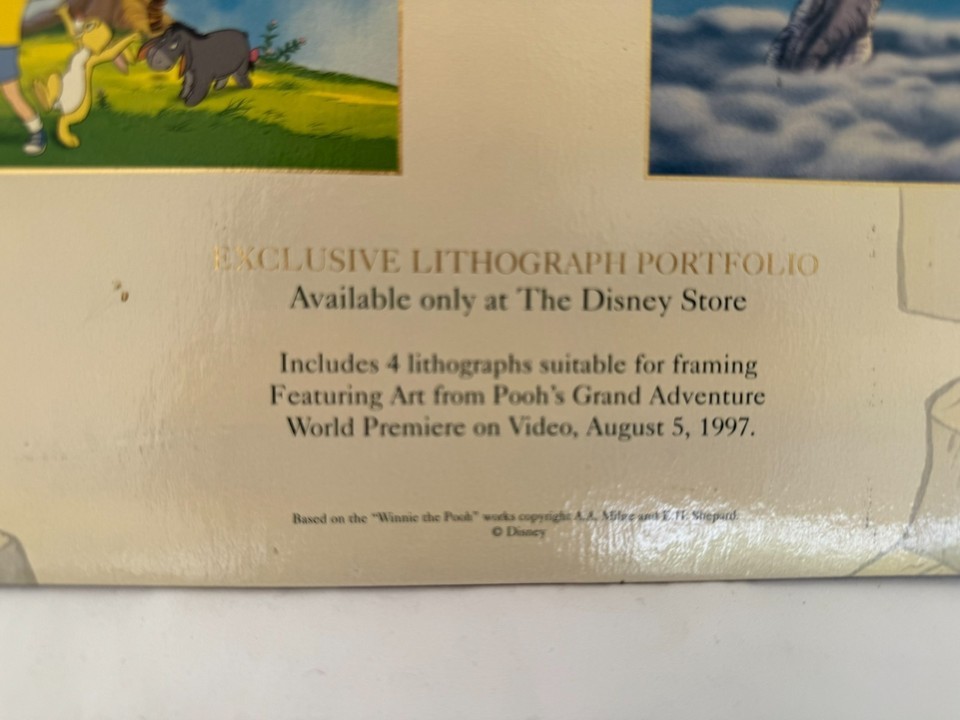 EXCLUSIVE LITHOGRAPH PORTFOLIO
Available only at The Disney Store
Includes 4 lithographs suitable for framing
Featuring Art from Pooh's Grand Adventure
World Premiere on Video, August 5, 1997.
Based on the "Winnie the Pooh" works copyright A.A. Milne and E.H. Shepard.
© Disney